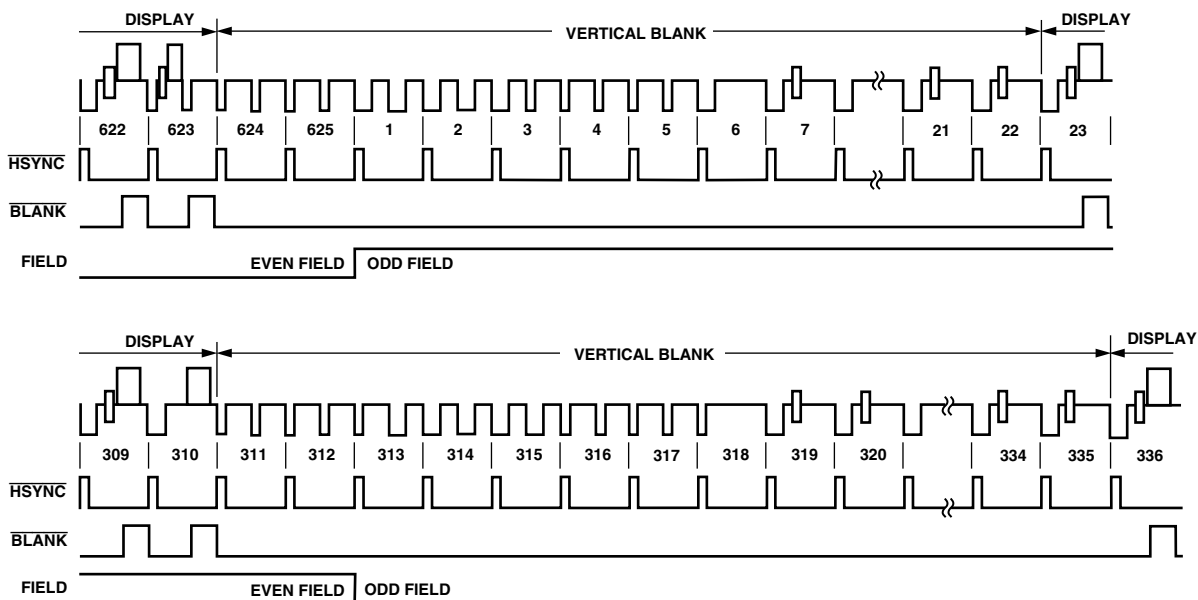 DISPLAY VERTICAL BLANK DISPLAY
622 623 624 625 1 2 3 4 5 6 7 21 22 23
HSYNC
BLANK
FIELD EVEN FIELD ODD FIELD
DISPLAY VERTICAL BLANK DISPLAY
309 310 311 312 313 314 315 316 317 318 319 320 334 335 336
HSYNC
BLANK
FIELD EVEN FIELD ODD FIELD